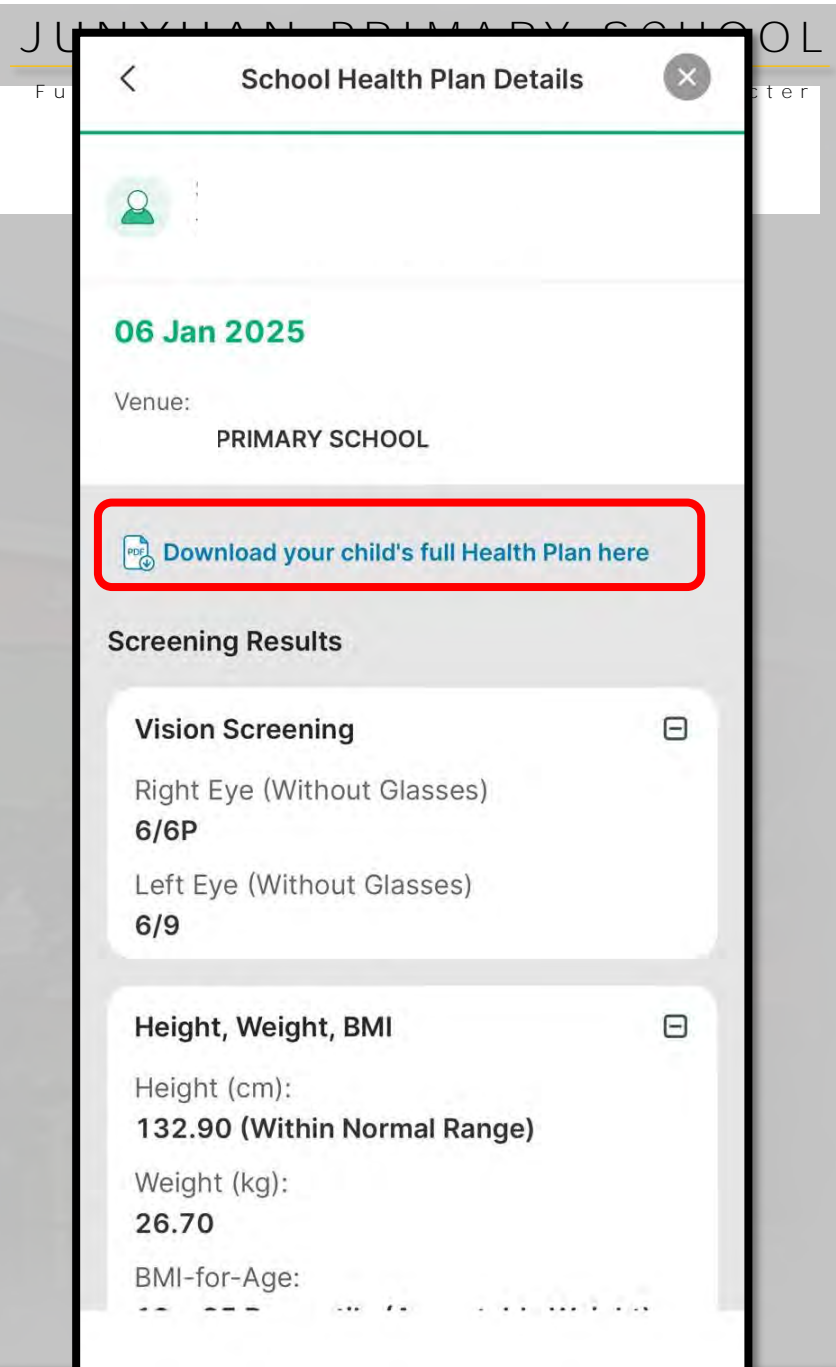 School Health Plan Details
06 Jan 2025
Venue:
PRIMARY SCHOOL
PDF
Download your child's full Health Plan here
Screening Results
Vision Screening
Right Eye (Without Glasses)
6/6P
Left Eye (Without Glasses)
6/9
Height, Weight, BMI
Height (cm):
132.90 (Within Normal Range)
Weight (kg):
26.70
BMI-for-Age: